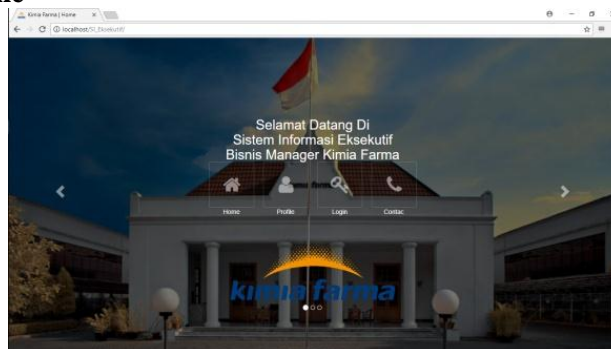 Kimia Farma | Home
localhost/SI_Eksekutif/
Selamat Datang Di
Sistem Informasi Eksekutif
Bisnis Manager Kimia Farma
Home Profile Login Contac
kimia farma